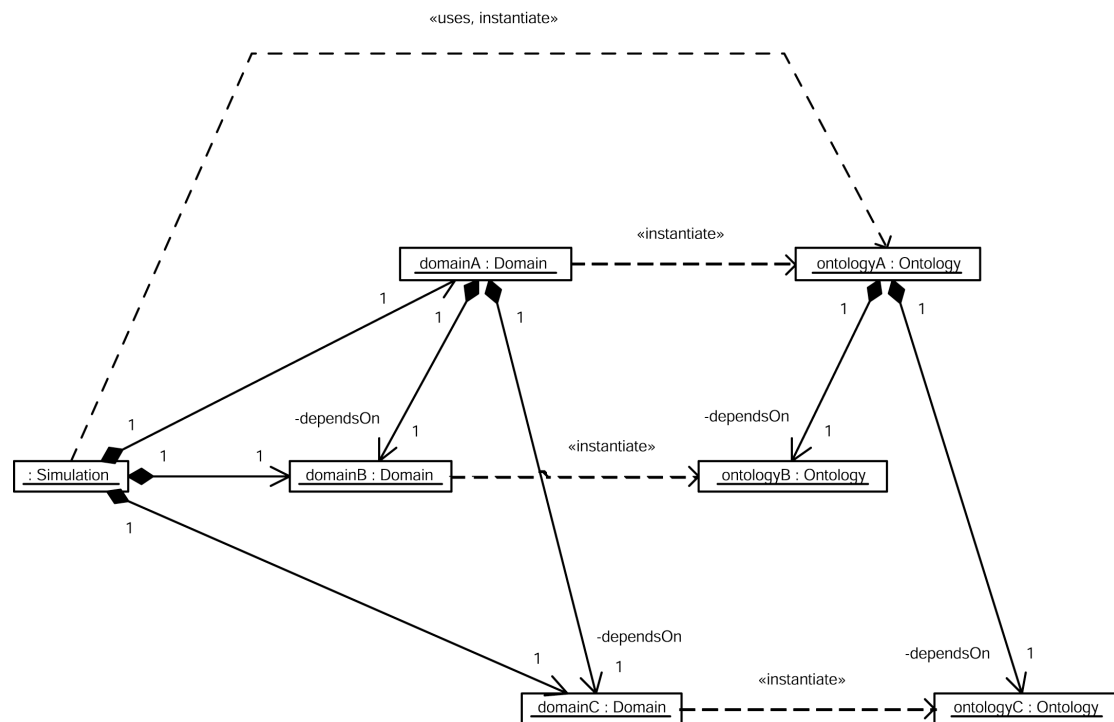 «uses, instantiate»
«instantiate»
domainA : Domain
ontologyA : Ontology
1
1
1
1
1
-dependsOn
-dependsOn
1
1
1
«instantiate»
1
1
: Simulation
domainB : Domain
ontologyB : Ontology
1
-dependsOn
-dependsOn
1
1
1
1
«instantiate»
domainC : Domain
ontologyC : Ontology